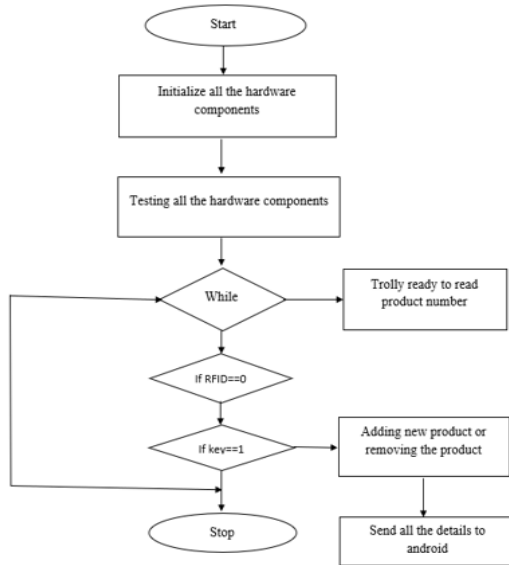 Start
Initialize all the hardware
components
Testing all the hardware components
While
Trolly ready to read
product number
If RFID==0
If key==1
Adding new product or
removing the product
Stop
Send all the details to
android